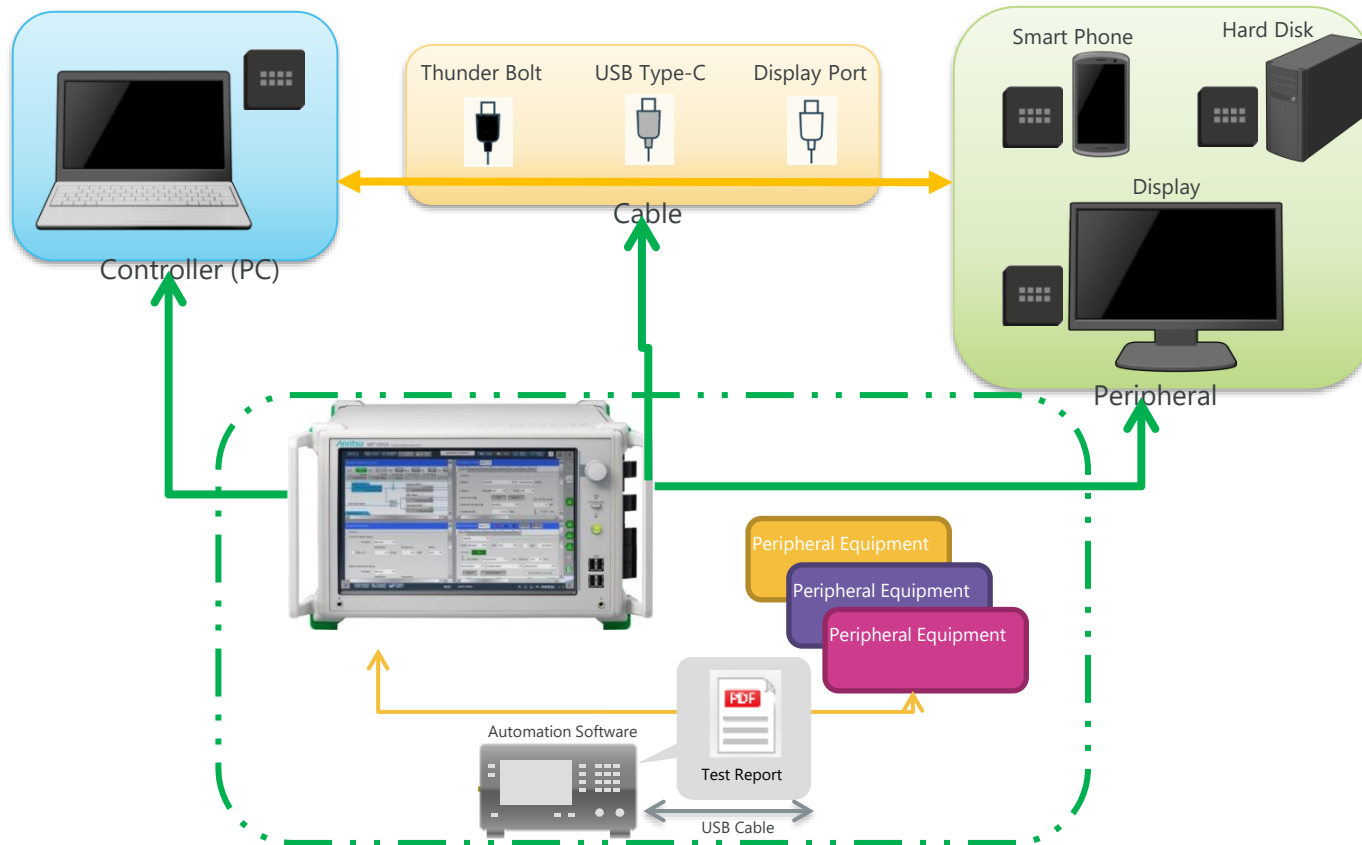 Thunder Bolt
USB Type-C
Display Port
Smart Phone
Hard Disk
Display
Cable
Controller (PC)
Peripheral
Anritsu
Peripheral Equipment
Peripheral Equipment
Peripheral Equipment
PDF
Automation Software
Test Report
USB Cable